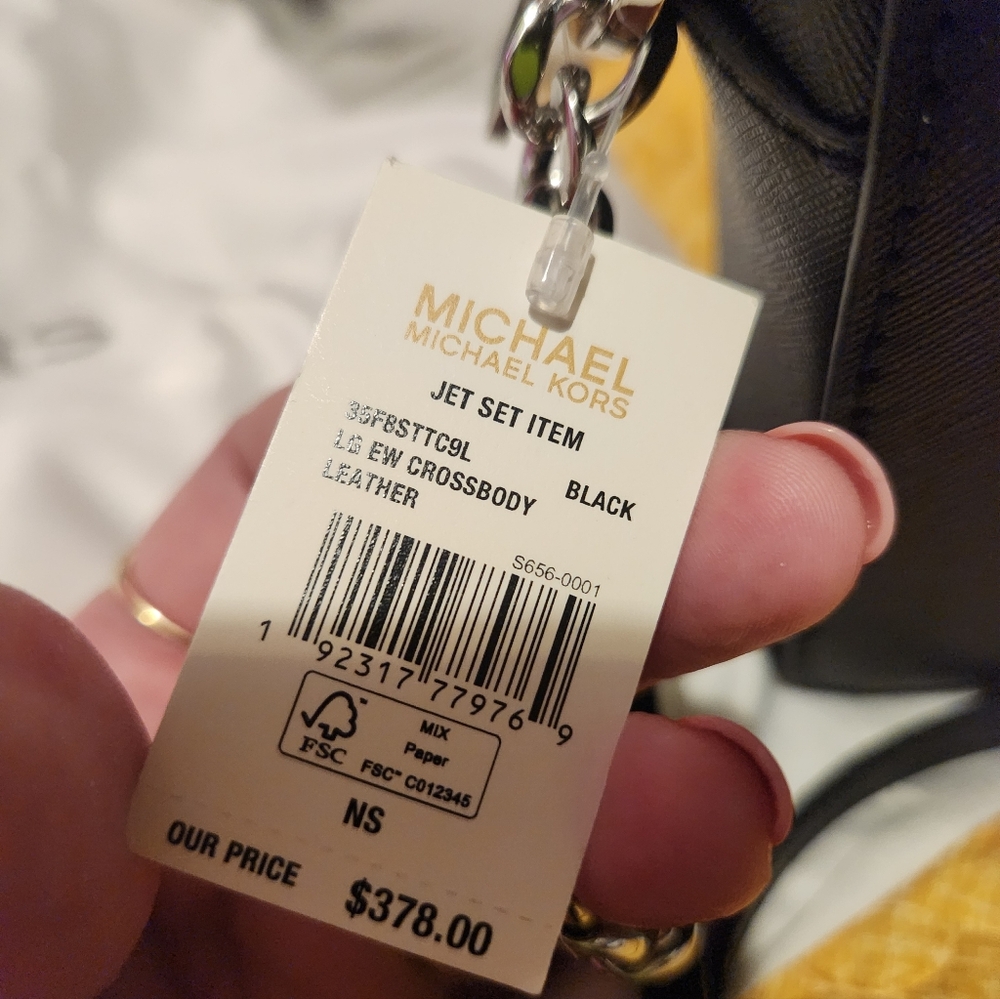 MICHAEL
MICHAEL KORS
JET SET ITEM
35F8STTC9L
LG EW CROSSBODY BLACK
LEATHER
S656-0001
1 92317 77976 9
FSC
MIX
Paper
FSC™ C012345
NS
OUR PRICE $378.00